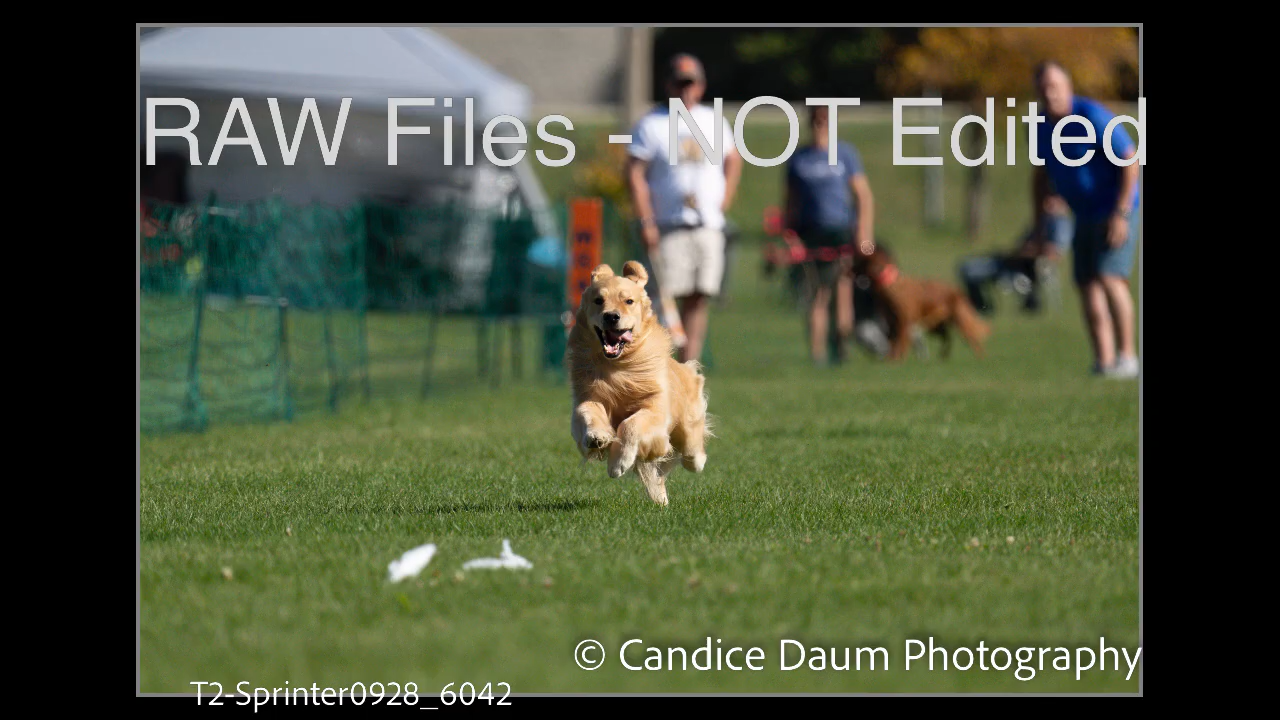 RAW Files - NOT Edited
© Candice Daum Photography
T2-Sprinter0928_6042